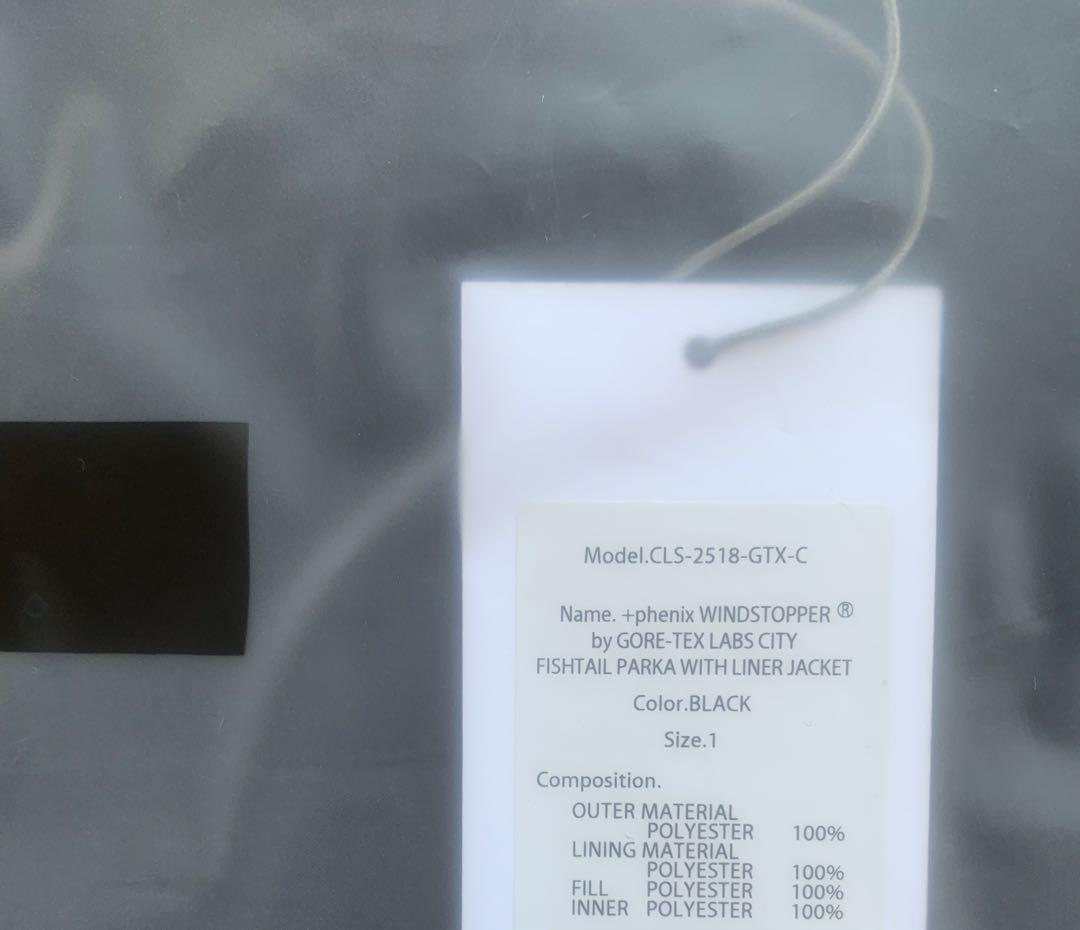 Model.CLS-2518-GTX-C
Name. +phenix WINDSTOPPER ®
by GORE-TEX LABS CITY
FISHTAIL PARKA WITH LINER JACKET
Color.BLACK
Size.1
Composition.
OUTER MATERIAL
POLYESTER 100%
LINING MATERIAL
POLYESTER 100%
FILL POLYESTER 100%
INNER POLYESTER 100%